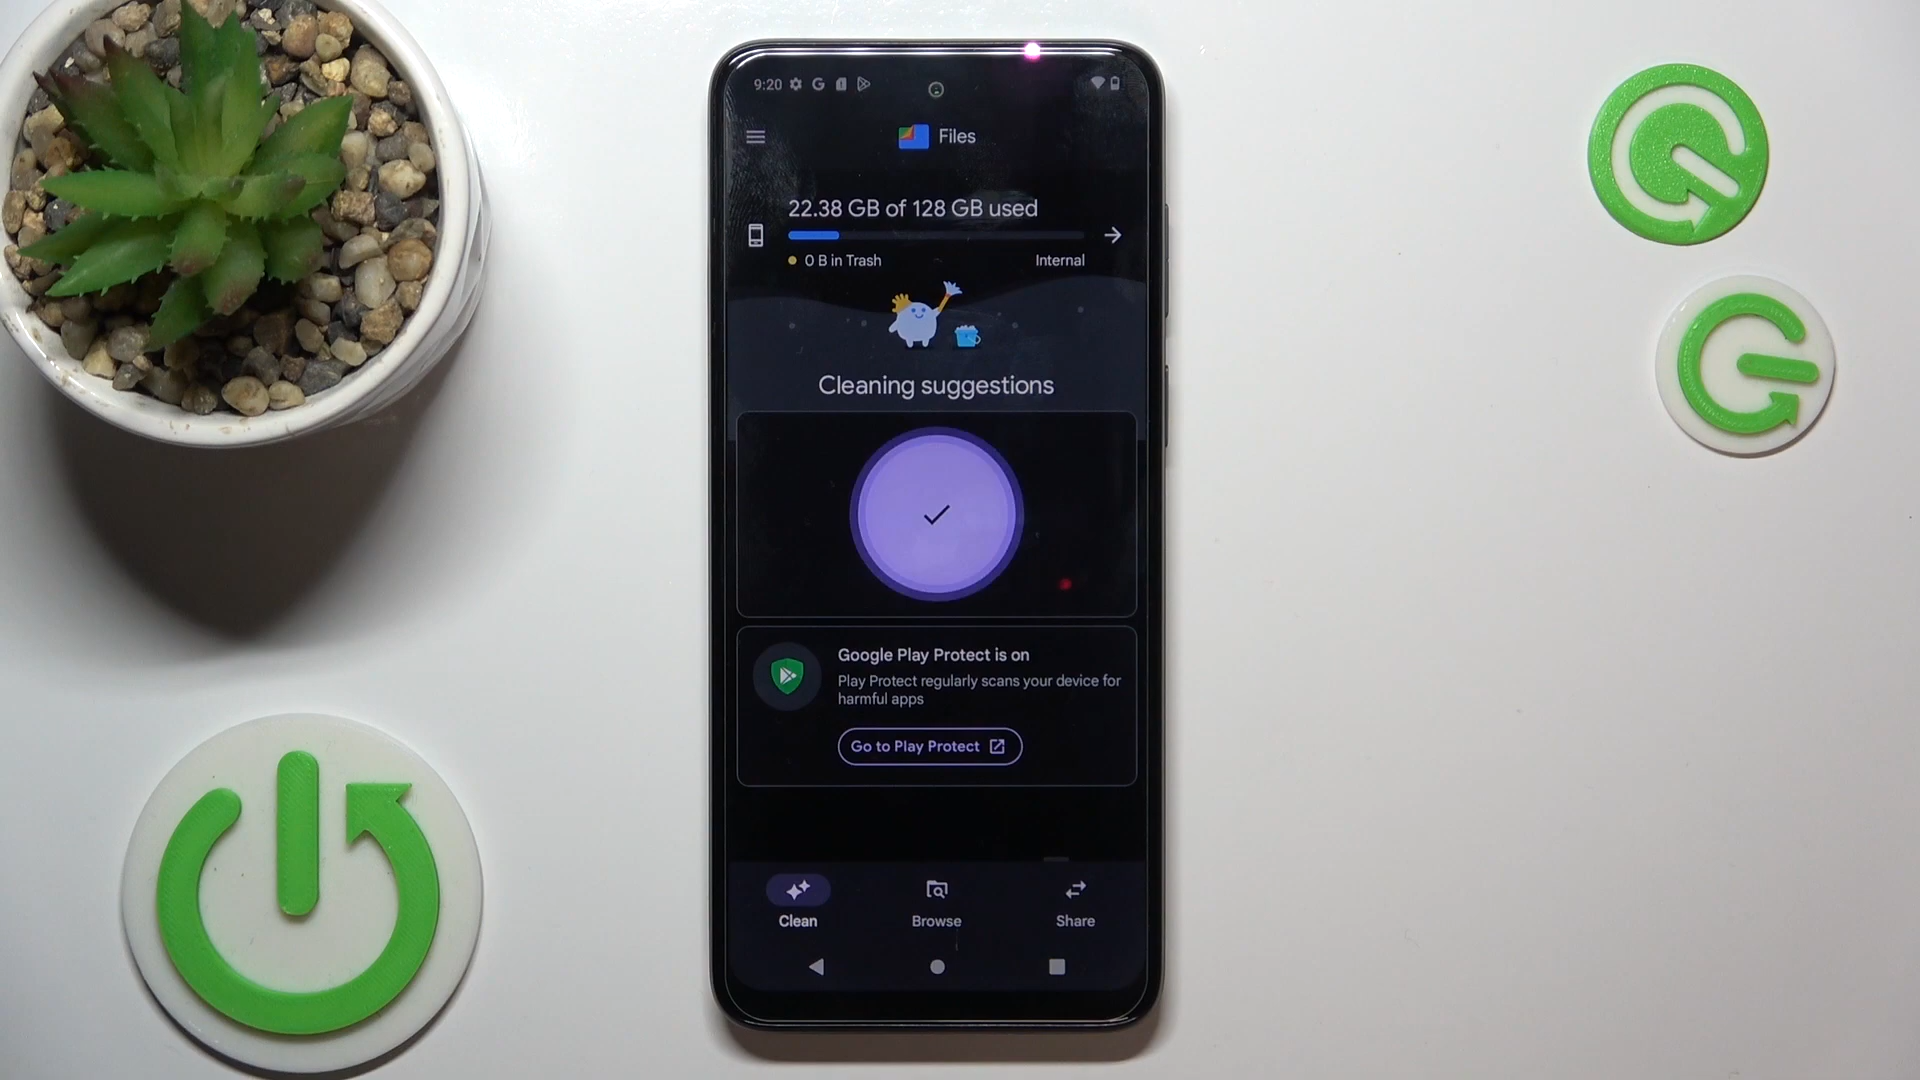 9:20
Files
22.38 GB of 128 GB used
0 B in Trash
Internal
Cleaning suggestions
Google Play Protect is on
Play Protect regularly scans your device for
harmful apps
Go to Play Protect
Clean
Browse
Share